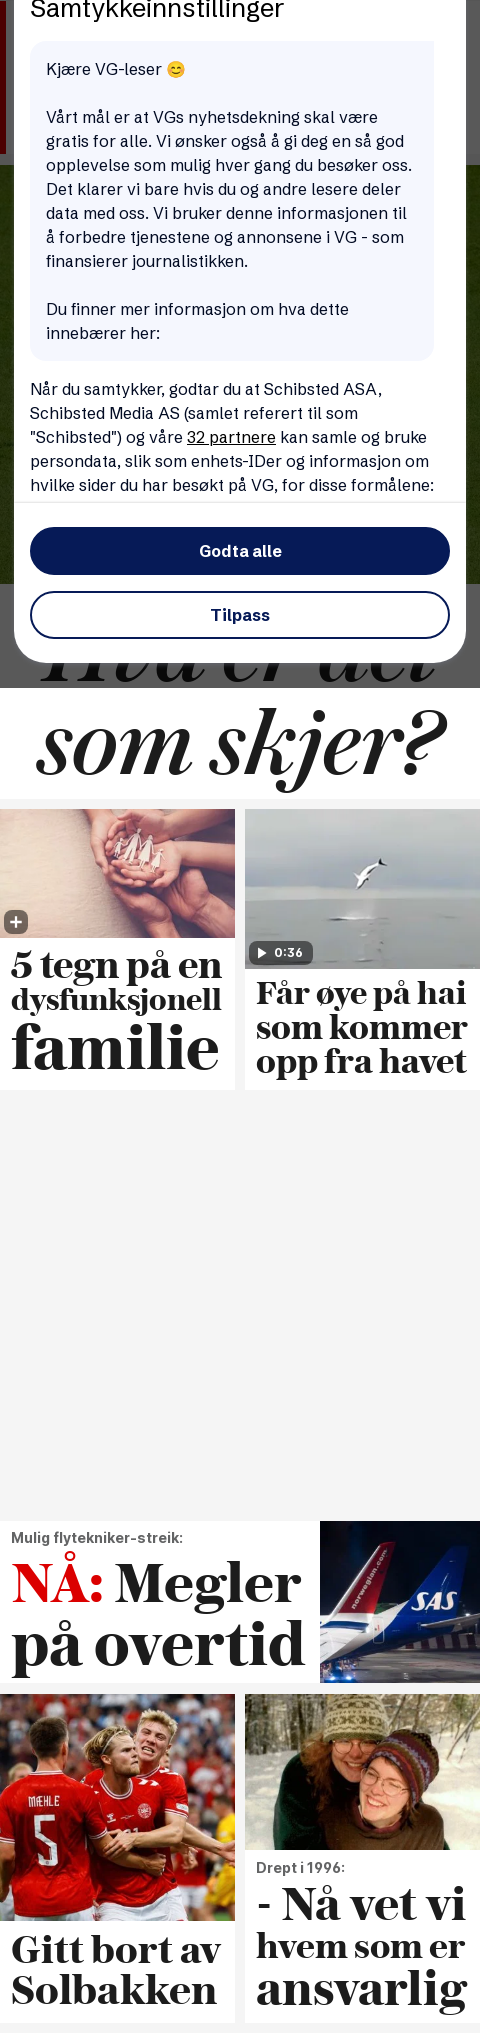 Samtykkeinnstillinger
Kjære VG-leser 😊
Vårt mål er at VGs nyhetsdekning skal være
gratis for alle. Vi ønsker også å gi deg en så god
opplevelse som mulig hver gang du besøker oss.
Det klarer vi bare hvis du og andre lesere deler
data med oss. Vi bruker denne informasjonen til
å forbedre tjenestene og annonsene i VG - som
finansierer journalistikken.
Du finner mer informasjon om hva dette
innebærer her:
Når du samtykker, godtar du at Schibsted ASA,
Schibsted Media AS (samlet referert til som
"Schibsted") og våre 32 partnere kan samle og bruke
persondata, slik som enhets-IDer og informasjon om
hvilke sider du har besøkt på VG, for disse formålene:
Godta alle
Tilpass
Hva er det
som skjer?
5 tegn på en
dysfunksjonell
familie
0:36
Får øye på hai
som kommer
opp fra havet
Mulig flytekniker-streik:
NÅ: Megler
på overtid
norwegian.com
SAS
MÆHLE
5
Gitt bort av
Solbakken
Drept i 1996:
- Nå vet vi
hvem som er
ansvarlig